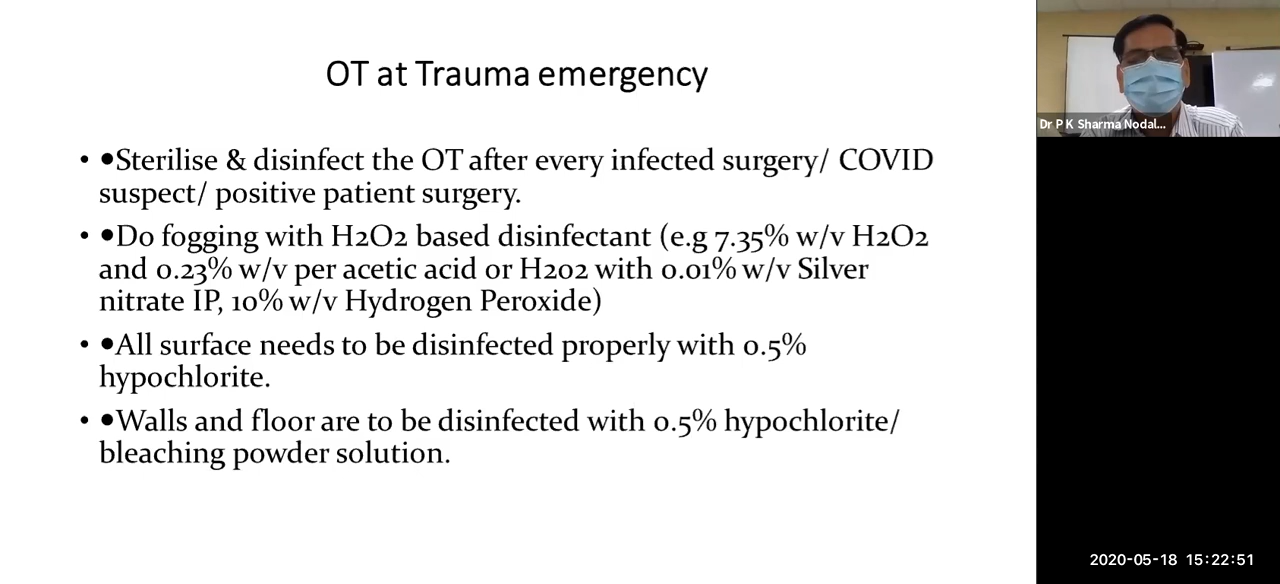 OT at Trauma emergency
• •Sterilise & disinfect the OT after every infected surgery/ COVID
suspect/ positive patient surgery.
• •Do fogging with H2O2 based disinfectant (e.g 7.35% w/v H2O2
and 0.23% w/v per acetic acid or H202 with 0.01% w/v Silver
nitrate IP, 10% w/v Hydrogen Peroxide)
• •All surface needs to be disinfected properly with 0.5%
hypochlorite.
• •Walls and floor are to be disinfected with 0.5% hypochlorite/
bleaching powder solution.
Dr P K Sharma Nodal...
2020-05-18 15:22:51